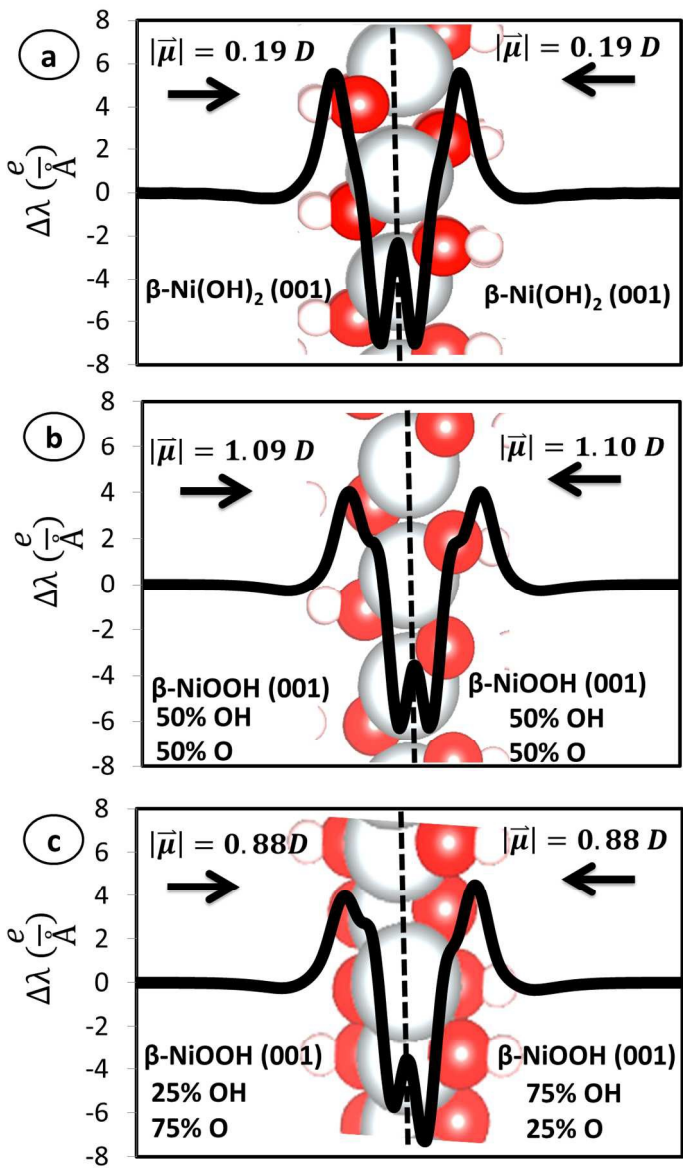 a
|μ⃗| = 0.19 D |μ⃗| = 0.19 D
8
6
4
2
0
-2
-4
-6
-8
Δλ (e/Å)
β-Ni(OH)₂ (001) β-Ni(OH)₂ (001)
b
|μ⃗| = 1.09 D |μ⃗| = 1.10 D
8
6
4
2
0
-2
-4
-6
-8
Δλ (e/Å)
β-NiOOH (001) β-NiOOH (001)
50% OH 50% OH
50% O 50% O
c
|μ⃗| = 0.88D |μ⃗| = 0.88 D
8
6
4
2
0
-2
-4
-6
-8
Δλ (e/Å)
β-NiOOH (001) β-NiOOH (001)
25% OH 75% OH
75% O 25% O